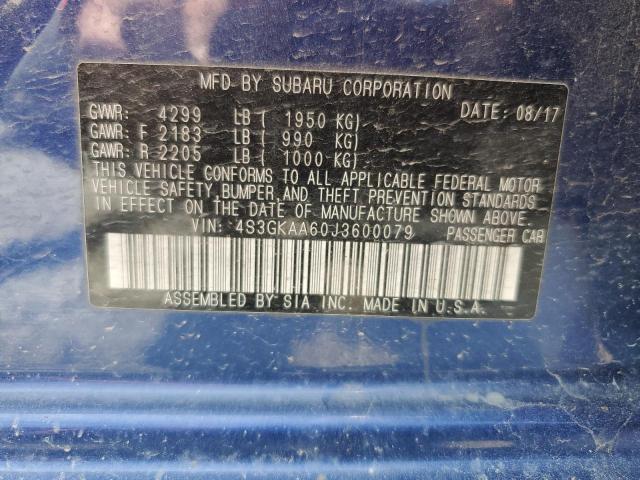 MFD BY SUBARU CORPORATION
GVWR: 4299 LB ( 1950 KG) DATE: 08/17
GAWR: F 2183 LB ( 990 KG)
GAWR: R 2205 LB ( 1000 KG)
THIS VEHICLE CONFORMS TO ALL APPLICABLE FEDERAL MOTOR
VEHICLE SAFETY, BUMPER, AND THEFT PREVENTION STANDARDS
IN EFFECT ON THE DATE OF MANUFACTURE SHOWN ABOVE.
VIN: 4S3GKAA60J3600079 PASSENGER CAR
ASSEMBLED BY SIA INC. MADE IN U.S.A.